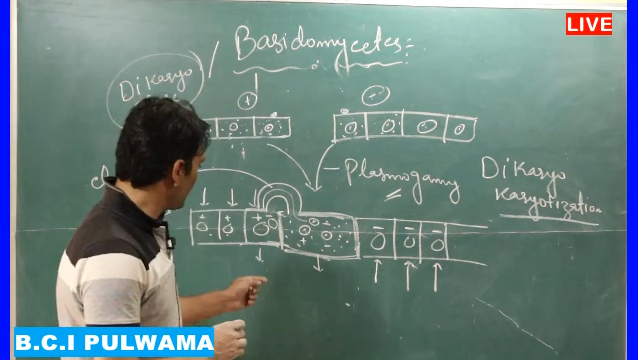 LIVE
Basidomycetes:
Dikaryo
+
−
– Plasmogamy
Dikaryo
Karyotization
B.C.I PULWAMA